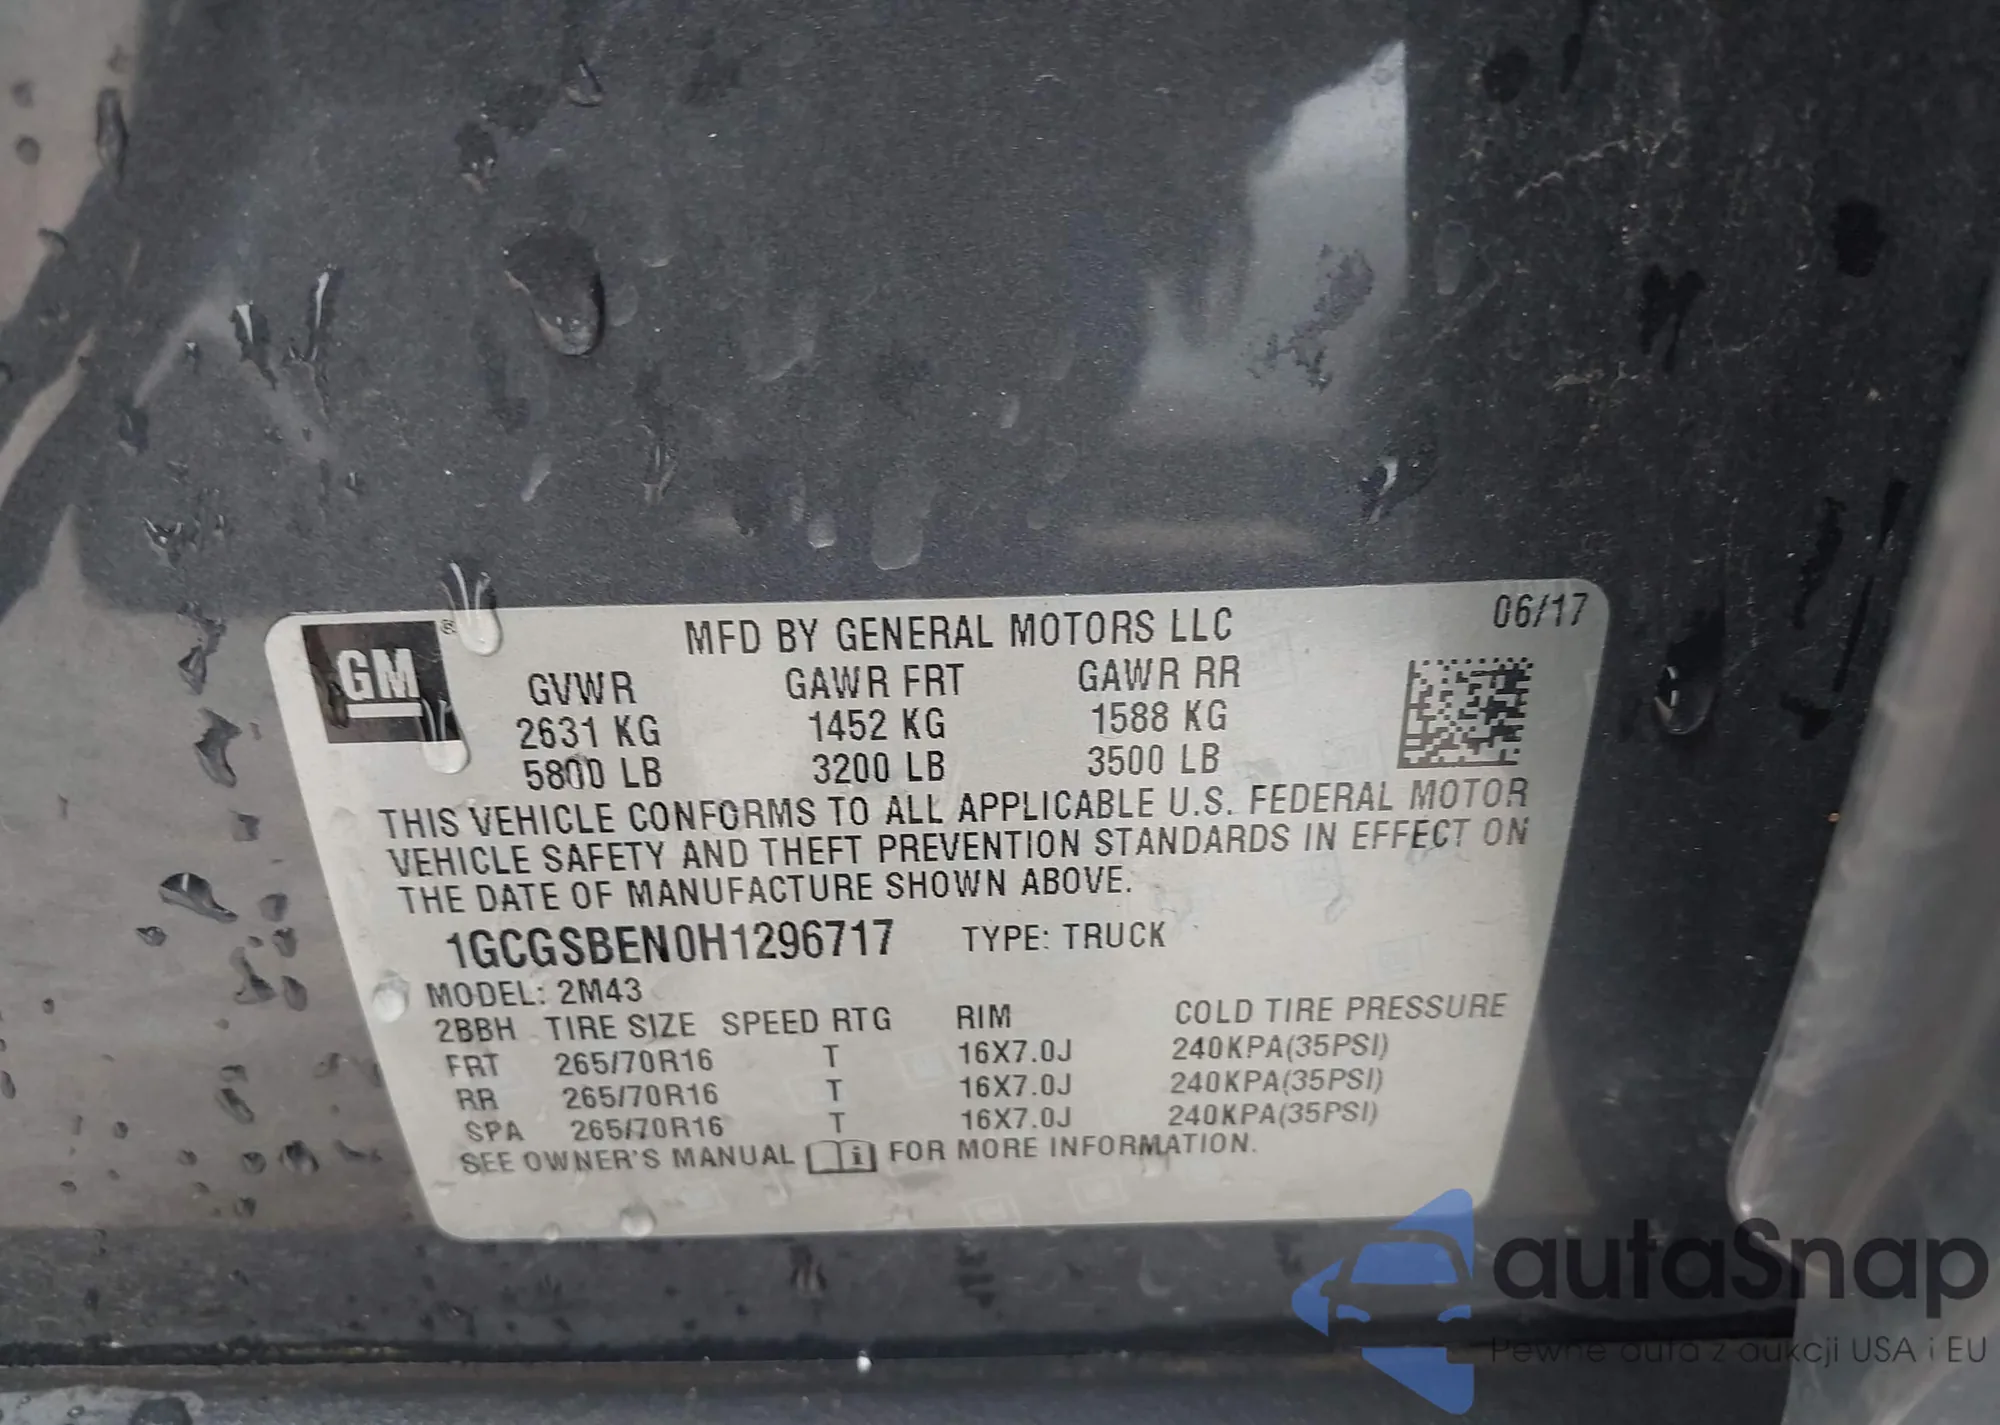 GM ®
MFD BY GENERAL MOTORS LLC 06/17
GVWR GAWR FRT GAWR RR
2631 KG 1452 KG 1588 KG
5800 LB 3200 LB 3500 LB
THIS VEHICLE CONFORMS TO ALL APPLICABLE U.S. FEDERAL MOTOR
VEHICLE SAFETY AND THEFT PREVENTION STANDARDS IN EFFECT ON
THE DATE OF MANUFACTURE SHOWN ABOVE.
1GCGSBEN0H1296717 TYPE: TRUCK
MODEL: 2M43
2BBH TIRE SIZE SPEED RTG RIM COLD TIRE PRESSURE
FRT 265/70R16 T 16X7.0J 240KPA(35PSI)
RR 265/70R16 T 16X7.0J 240KPA(35PSI)
SPA 265/70R16 T 16X7.0J 240KPA(35PSI)
SEE OWNER'S MANUAL i FOR MORE INFORMATION.
autaSnap
Pewne auta z aukcji USA i EU